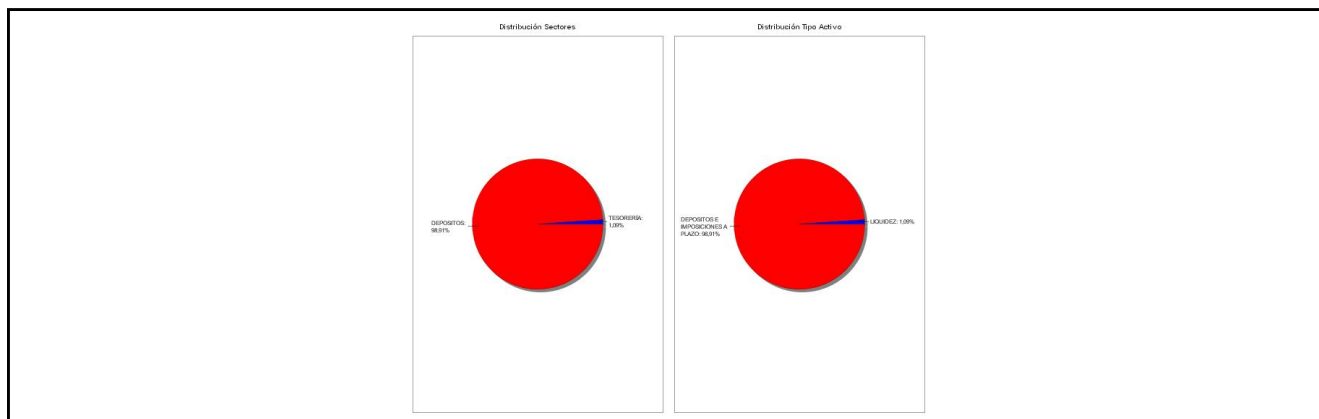 Distribución Sectores
DEPOSITOS:
98,91%
TESORERÍA:
1,09%
Distribución Tipo Activo
DEPOSITOS E
IMPOSICIONES A
PLAZO: 98,91%
LIQUIDEZ: 1,09%